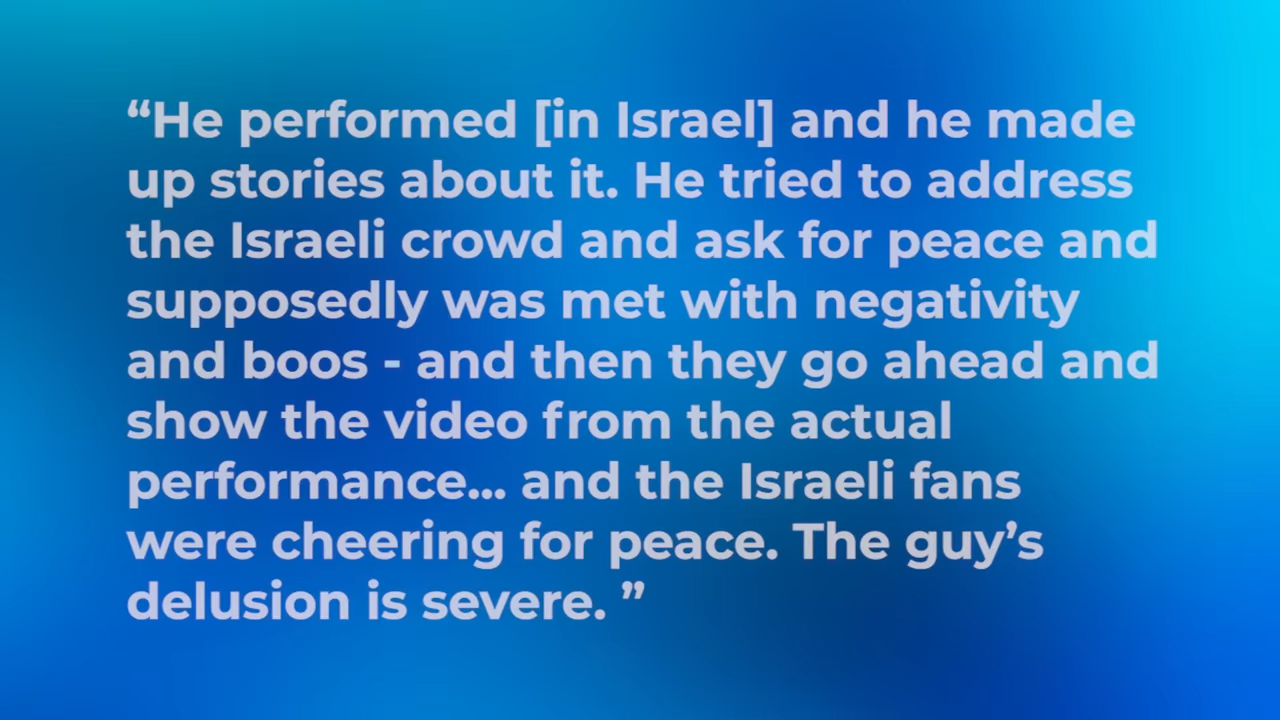 “He performed [in Israel] and he made
up stories about it. He tried to address
the Israeli crowd and ask for peace and
supposedly was met with negativity
and boos - and then they go ahead and
show the video from the actual
performance... and the Israeli fans
were cheering for peace. The guy’s
delusion is severe. ”